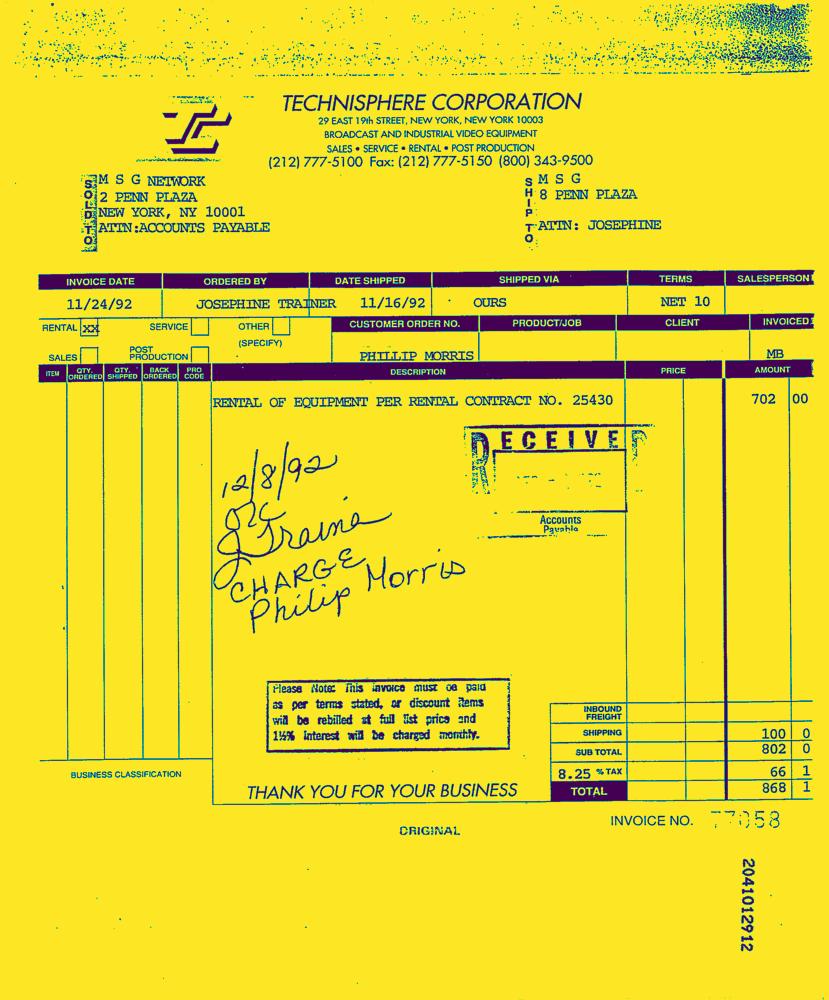 TECHNISPHERE CORPORATION
29 EAST 19th STREET, NEW YORK, NEW YORK 10003
BROADCAST AND INDUSTRIAL VIDEO EQUIPMENT
SALES • SERVICE • RENTAL • POST PRODUCTION
(212) 777-5100 Fax: (212) 777-5150 (800) 343-9500
SOLD TO
M S G NETWORK
2 PENN PLAZA
NEW YORK, NY 10001
ATTN:ACCOUNTS PAYABLE
SHIP TO
M S G
8 PENN PLAZA
ATTN: JOSEPHINE
INVOICE DATE ORDERED BY DATE SHIPPED SHIPPED VIA TERMS SALESPERSON
11/24/92 JOSEPHINE TRAINER 11/16/92 OURS NET 10
RENTAL XX SERVICE OTHER
(SPECIFY)
SALES POST PRODUCTION
CUSTOMER ORDER NO. PRODUCT/JOB CLIENT INVOICED
PHILLIP MORRIS MB
ITEM QTY. ORDERED QTY. SHIPPED BACK ORDERED PRO CODE DESCRIPTION PRICE AMOUNT
RENTAL OF EQUIPMENT PER RENTAL CONTRACT NO. 25430 702 00
RECEIVE
Accounts
Payable
12/8/92
CHARGE
Philip Morris
Please Note: This invoice must be paid
as per terms stated, or discount items
will be rebilled at full list price and
1½% interest will be charged monthly.
INBOUND FREIGHT
SHIPPING 100 0
SUB TOTAL 802 0
8.25 % TAX 66 1
TOTAL 868 1
BUSINESS CLASSIFICATION
THANK YOU FOR YOUR BUSINESS
ORIGINAL
INVOICE NO. 77058
2041012912